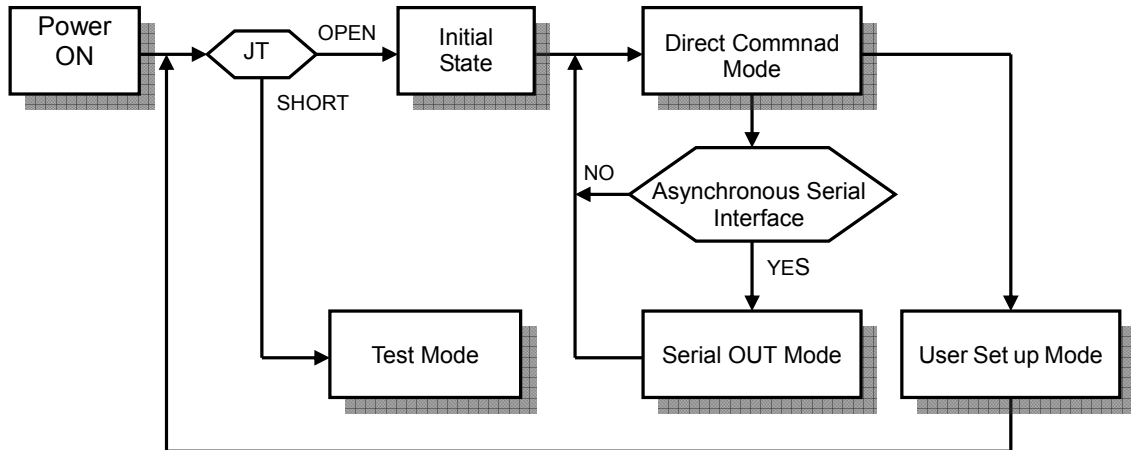 Power
ON
JT
OPEN
Initial
State
Direct Commnad
Mode
SHORT
NO
Asynchronous Serial
Interface
YES
Test Mode
Serial OUT Mode
User Set up Mode